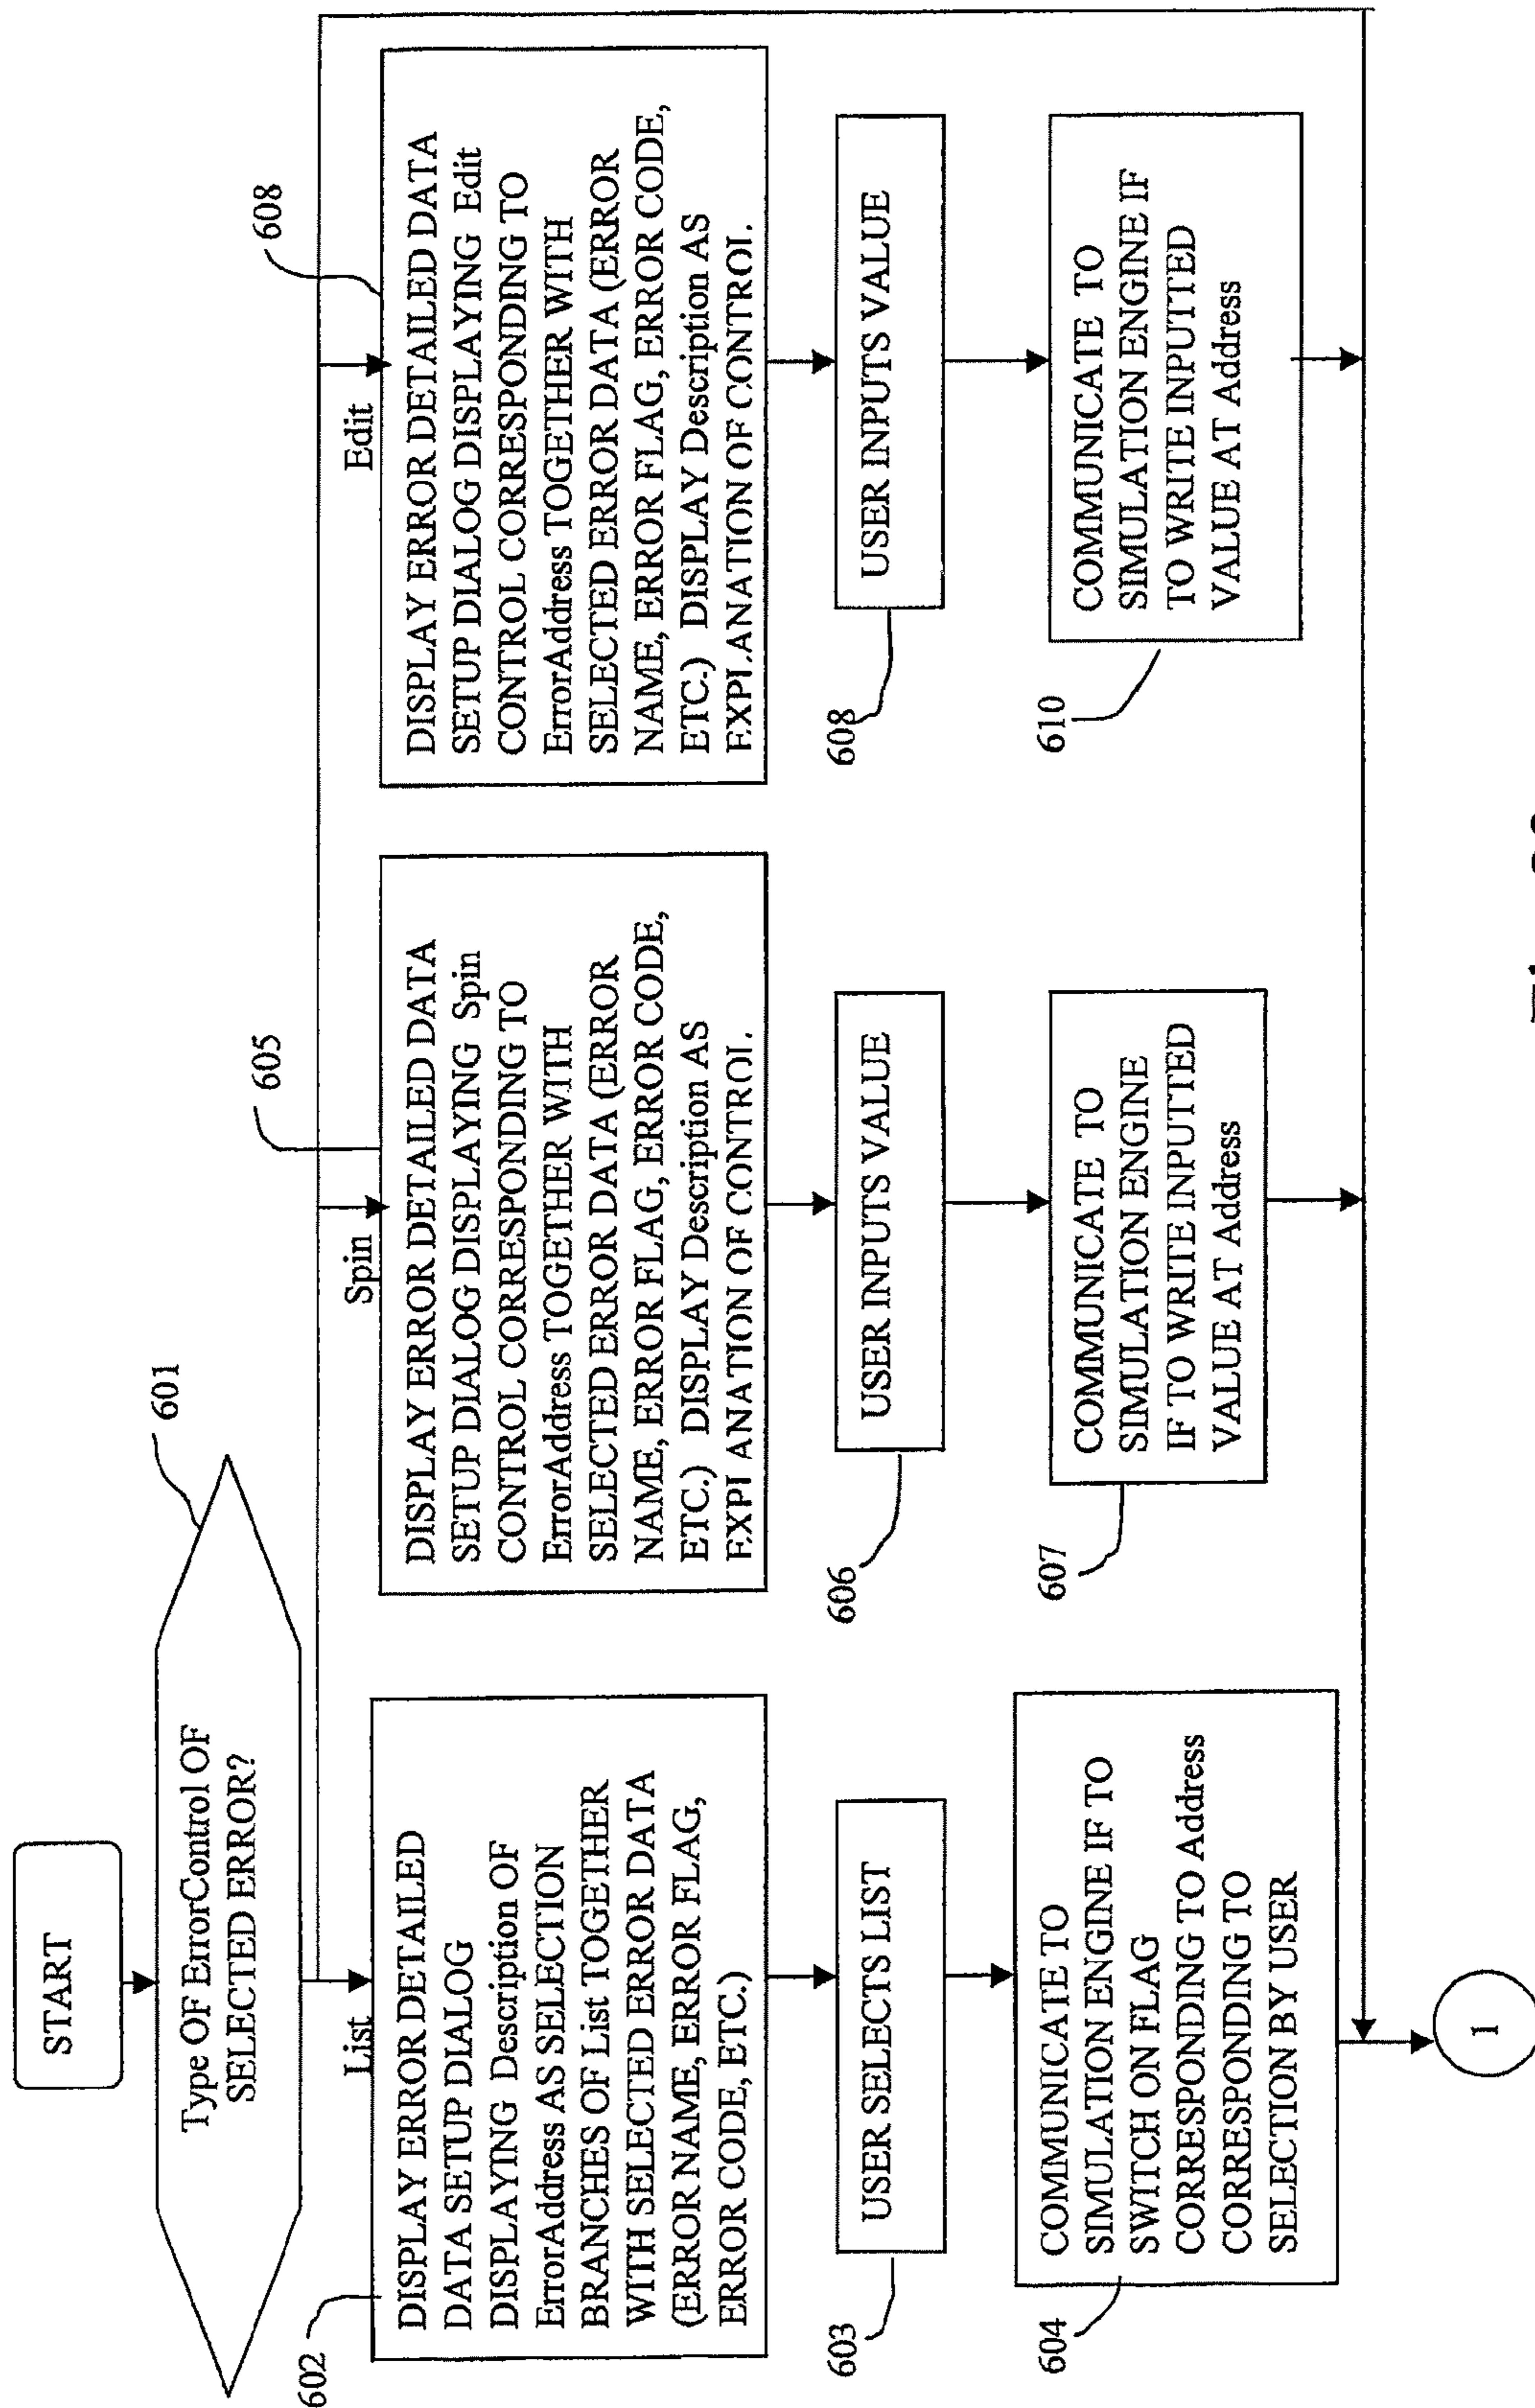 START
Type OF ErrorControl OF
SELECTED ERROR?
601
List
602
DISPLAY ERROR DETAILED
DATA SETUP DIALOG
DISPLAYING Description OF
ErrorAddress AS SELECTION
BRANCHES OF List TOGETHER
WITH SELECTED ERROR DATA
(ERROR NAME, ERROR FLAG,
ERROR CODE, ETC.)
603
USER SELECTS LIST
604
COMMUNICATE TO
SIMULATION ENGINE IF TO
SWITCH ON FLAG
CORRESPONDING TO Address
CORRESPONDING TO
SELECTION BY USER
Spin
605
DISPLAY ERROR DETAILED DATA
SETUP DIALOG DISPLAYING Spin
CONTROL CORRESPONDING TO
ErrorAddress TOGETHER WITH
SELECTED ERROR DATA (ERROR
NAME, ERROR FLAG, ERROR CODE,
ETC.) DISPLAY Description AS
EXPLANATION OF CONTROL.
606
USER INPUTS VALUE
607
COMMUNICATE TO
SIMULATION ENGINE
IF TO WRITE INPUTTED
VALUE AT Address
Edit
608
DISPLAY ERROR DETAILED DATA
SETUP DIALOG DISPLAYING Edit
CONTROL CORRESPONDING TO
ErrorAddress TOGETHER WITH
SELECTED ERROR DATA (ERROR
NAME, ERROR FLAG, ERROR CODE,
ETC.) DISPLAY Description AS
EXPLANATION OF CONTROL.
608
USER INPUTS VALUE
610
COMMUNICATE TO
SIMULATION ENGINE IF
TO WRITE INPUTTED
VALUE AT Address
1